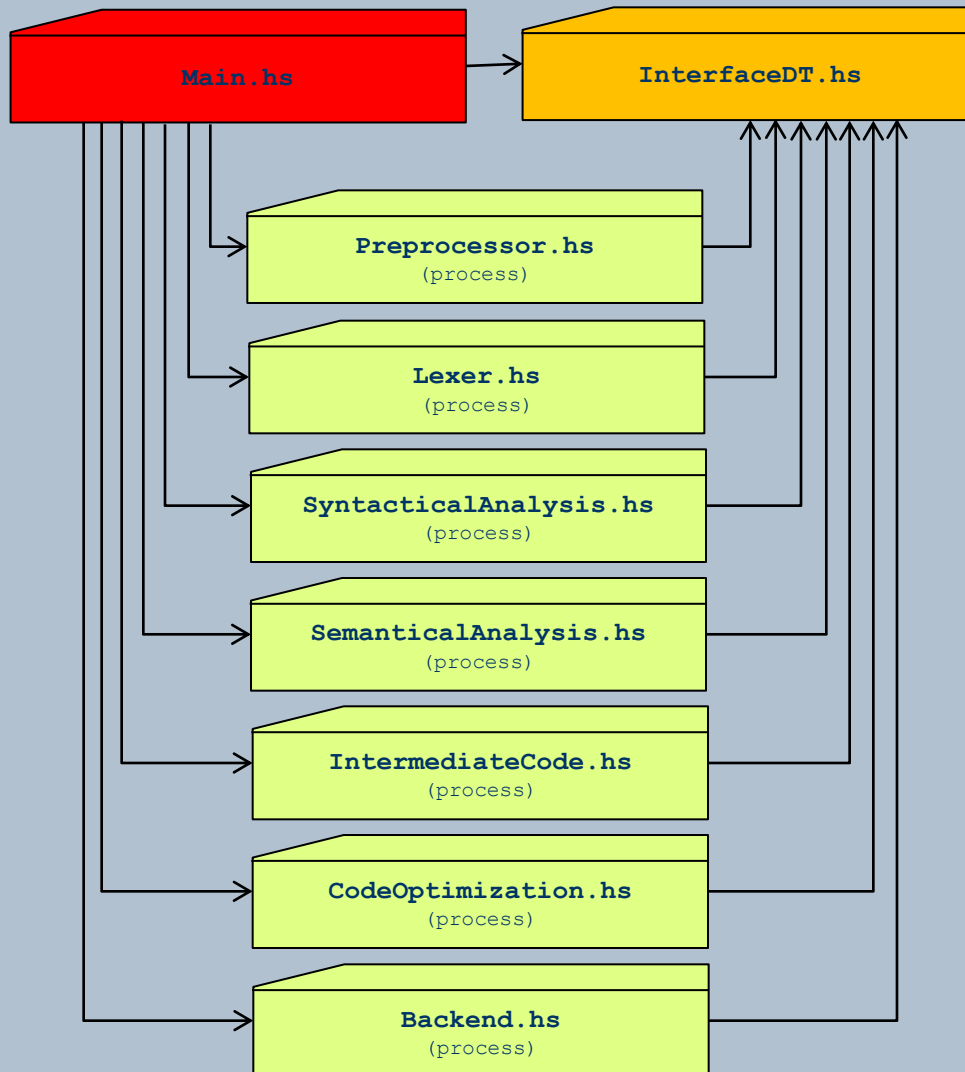 Main.hs
InterfaceDT.hs
Preprocessor.hs
(process)
Lexer.hs
(process)
SyntacticalAnalysis.hs
(process)
SemanticalAnalysis.hs
(process)
IntermediateCode.hs
(process)
CodeOptimization.hs
(process)
Backend.hs
(process)